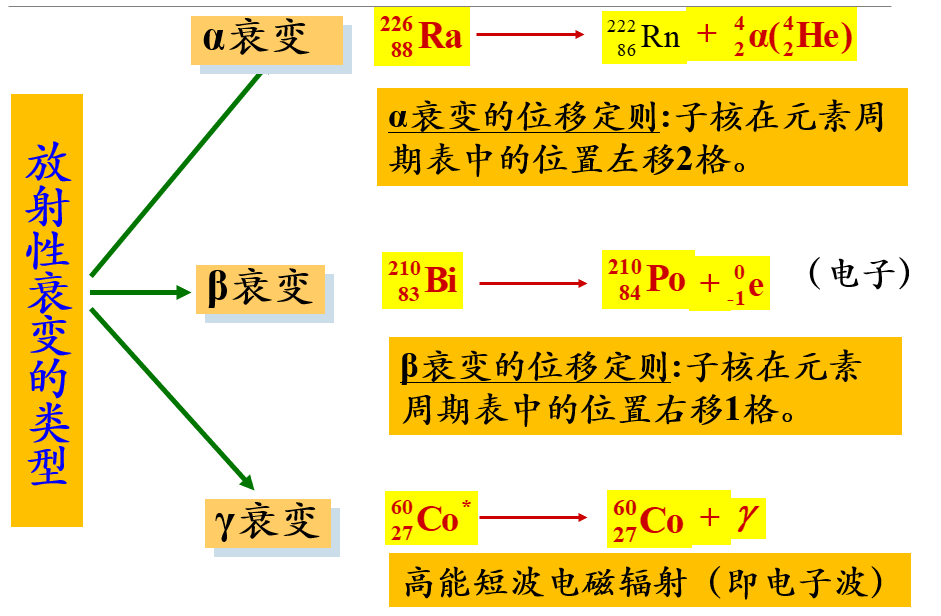 放射性衰变的类型
α衰变
²²⁶₈₈Ra → ²²²₈₆Rn + ⁴₂α(⁴₂He)
α衰变的位移定则:子核在元素周
期表中的位置左移2格。
β衰变
²¹⁰₈₃Bi → ²¹⁰₈₄Po + ⁰₋₁e （电子）
β衰变的位移定则:子核在元素
周期表中的位置右移1格。
γ衰变
⁶⁰₂₇Co* → ⁶⁰₂₇Co + γ
高能短波电磁辐射（即电子波）